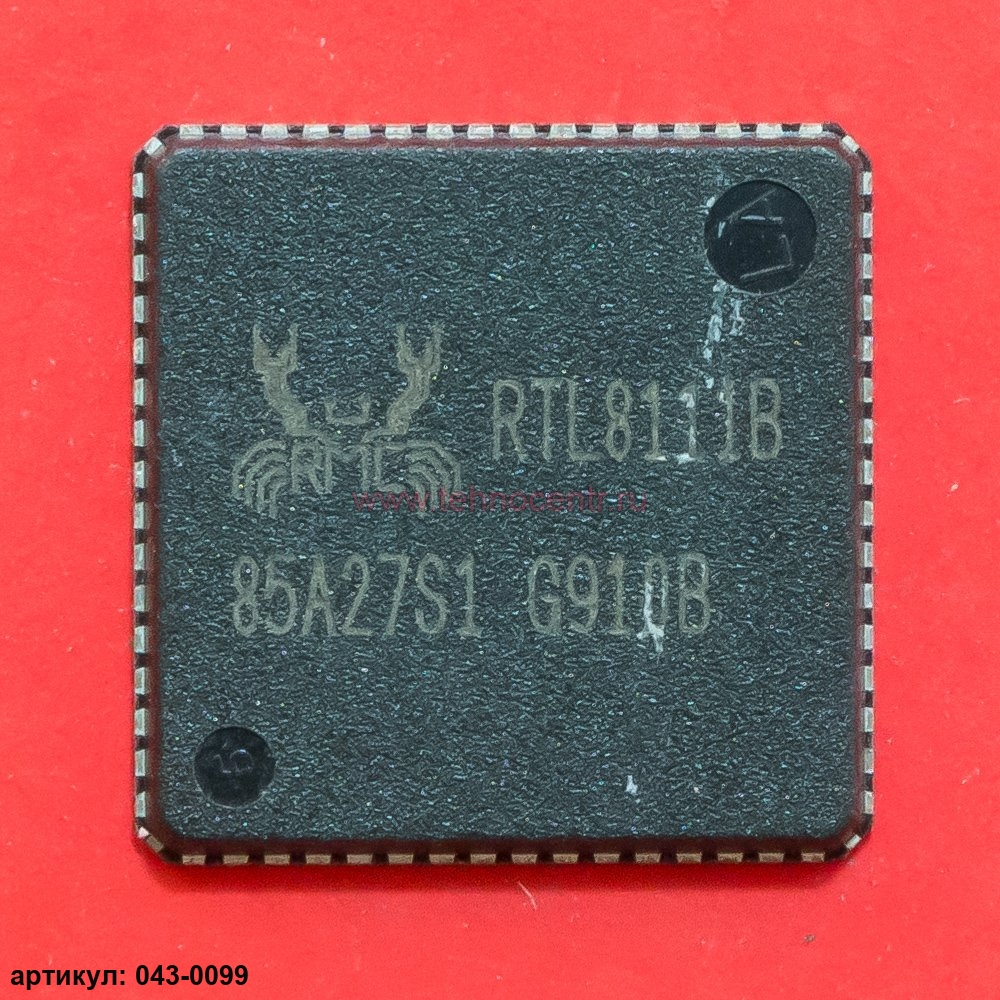 RTL8111B
www.tehnocentr.ru
85A27S1 G910B
артикул: 043-0099